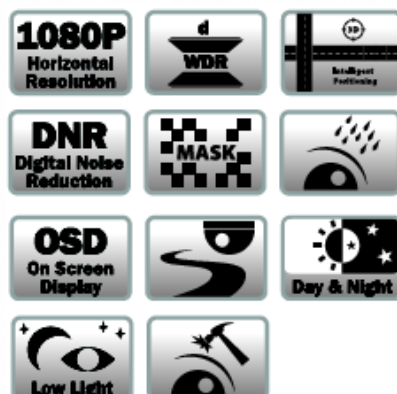 1080P
Horizontal
Resolution
d
WDR
3D
Intelligent
Positioning
DNR
Digital Noise
Reduction
MASK
OSD
On Screen
Display
Day & Night
Low Light